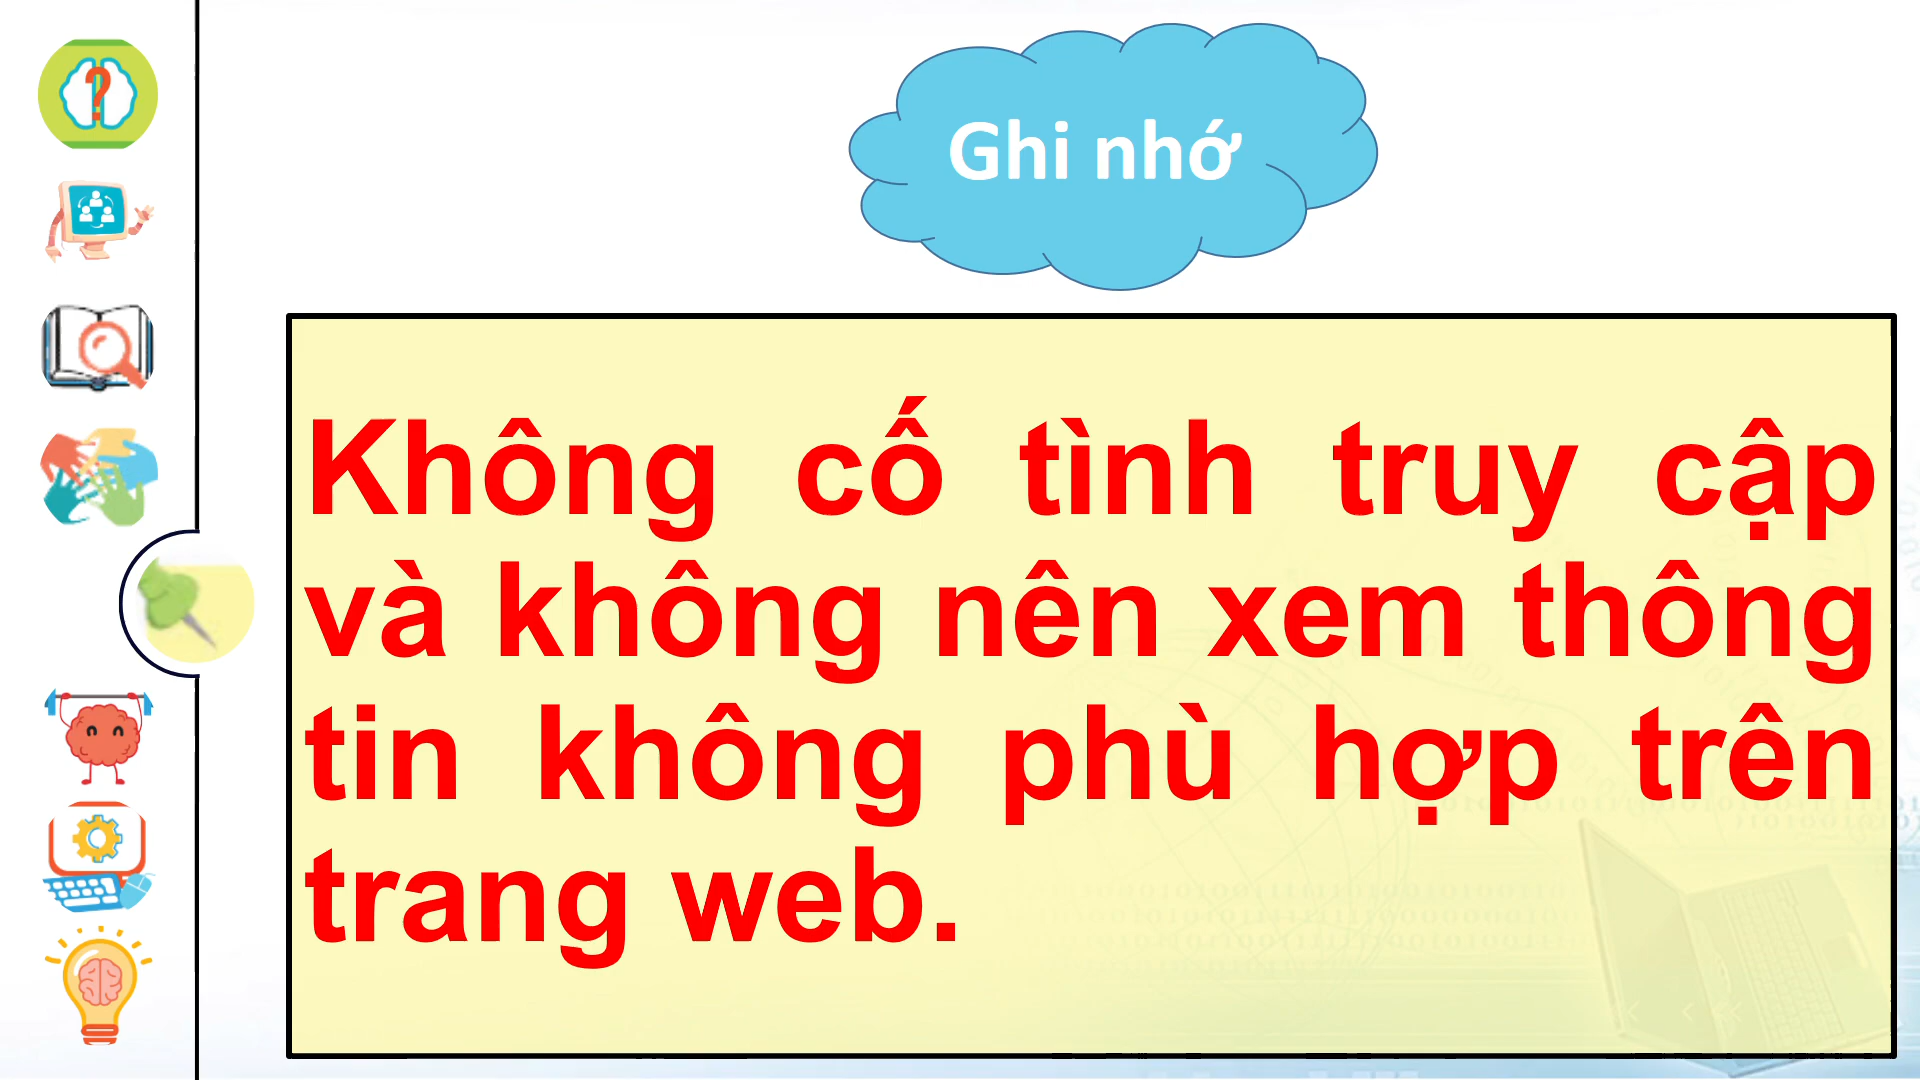 Ghi nhớ
Không cố tình truy cập
và không nên xem thông
tin không phù hợp trên
trang web.